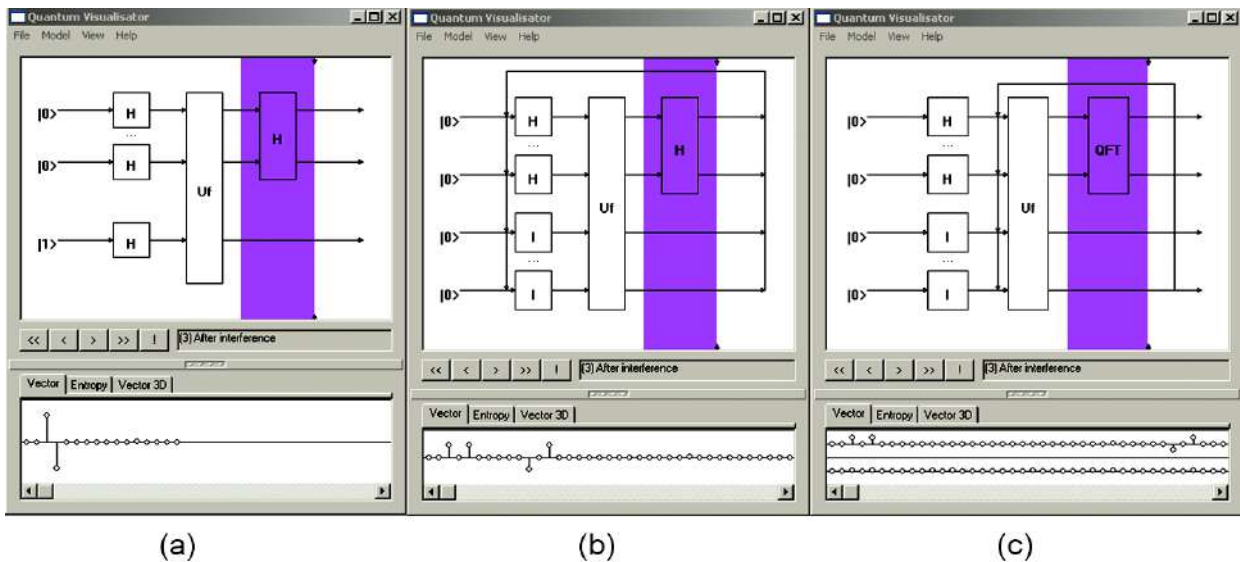 Quantum Visualisator
File Model View Help
|0>
H
...
|0>
H
|1>
H
Uf
H
<< < > >> !
(3) After interference
Vector Entropy Vector 3D
(a)
Quantum Visualisator
File Model View Help
|0>
H
...
|0>
H
|0>
I
...
|0>
I
Uf
H
<< < > >> !
(3) After interference
Vector Entropy Vector 3D
(b)
Quantum Visualisator
File Model View Help
|0>
H
...
|0>
H
|0>
I
...
|0>
I
Uf
QFT
<< < > >> !
(3) After interference
Vector Entropy Vector 3D
(c)